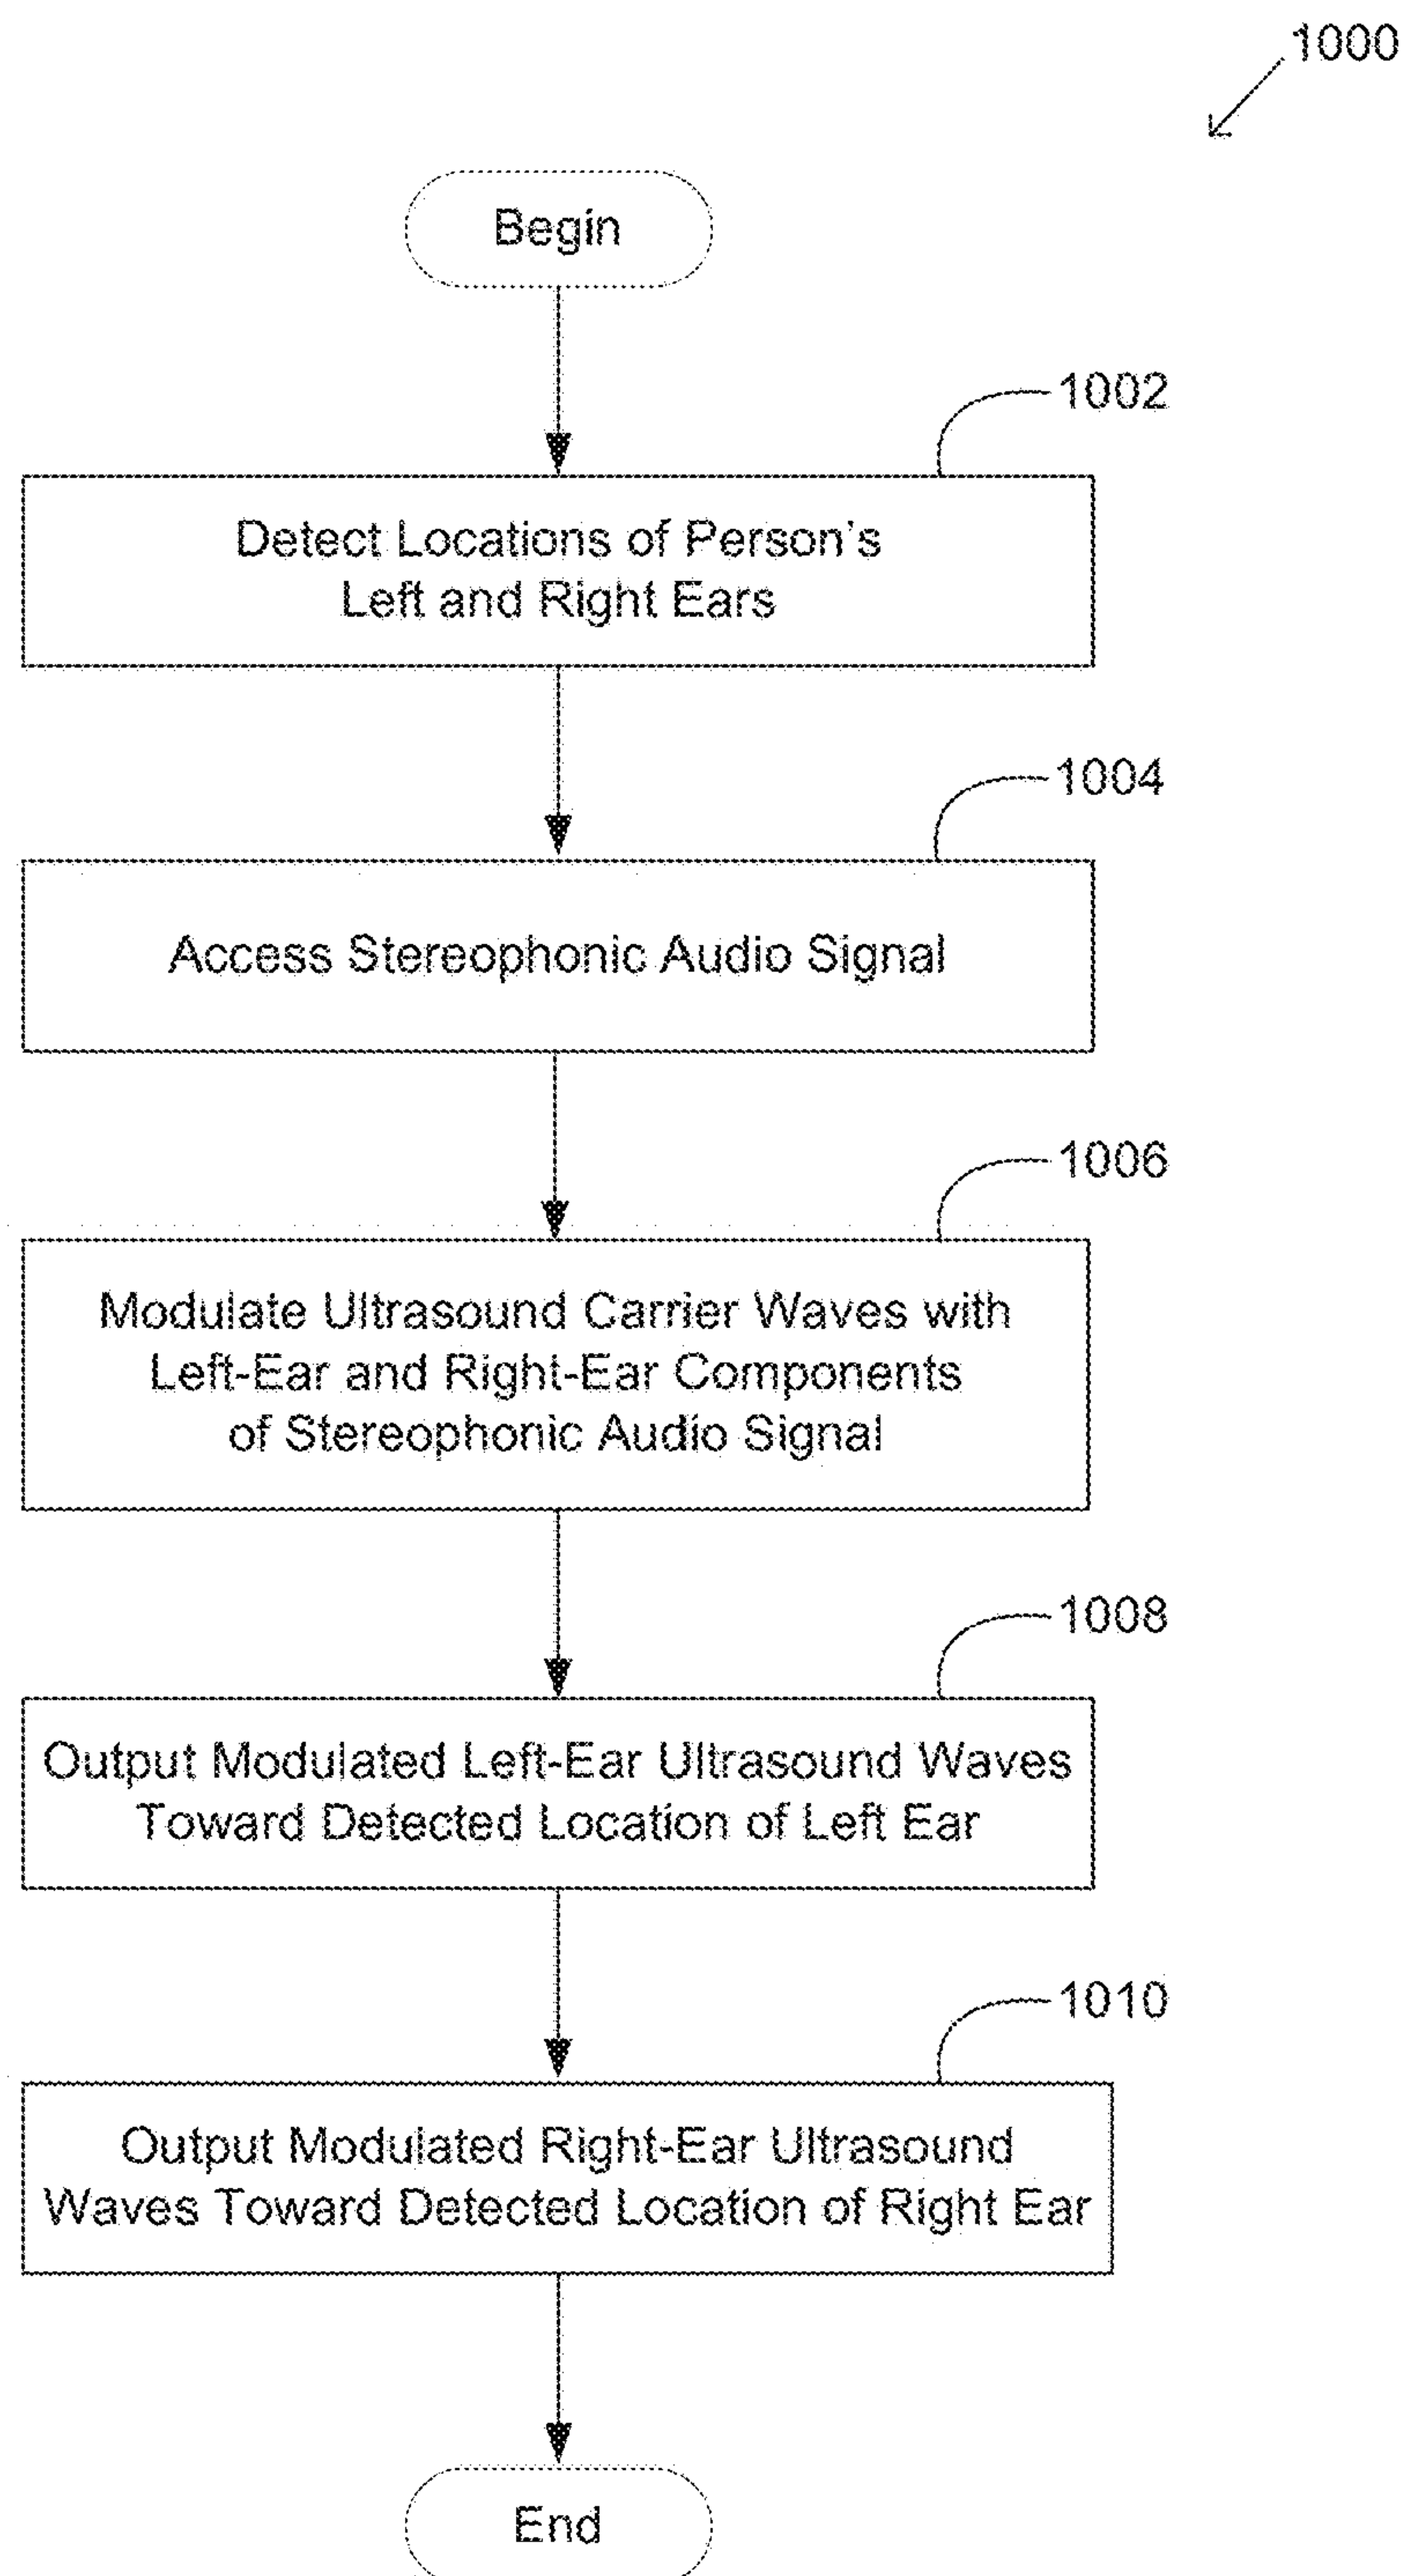 1000
Begin
1002
Detect Locations of Person's
Left and Right Ears
1004
Access Stereophonic Audio Signal
1006
Modulate Ultrasound Carrier Waves with
Left-Ear and Right-Ear Components
of Stereophonic Audio Signal
1008
Output Modulated Left-Ear Ultrasound Waves
Toward Detected Location of Left Ear
1010
Output Modulated Right-Ear Ultrasound
Waves Toward Detected Location of Right Ear
End